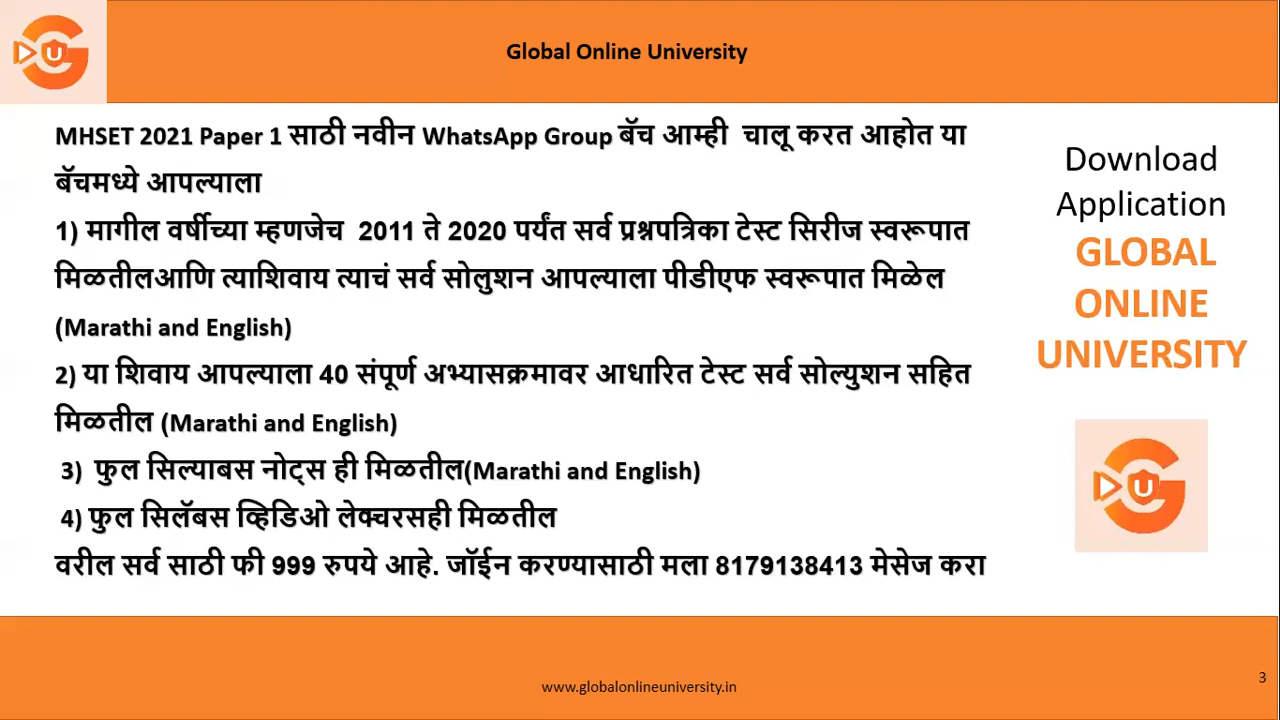 Global Online University
MHSET 2021 Paper 1 साठी नवीन WhatsApp Group बॅच आम्ही चालू करत आहोत या
बॅचमध्ये आपल्याला
1) मागील वर्षीच्या म्हणजेच 2011 ते 2020 पर्यंत सर्व प्रश्नपत्रिका टेस्ट सिरीज स्वरूपात
मिळतीलआणि त्याशिवाय त्याचं सर्व सोलुशन आपल्याला पीडीएफ स्वरूपात मिळेल
(Marathi and English)
2) या शिवाय आपल्याला 40 संपूर्ण अभ्यासक्रमावर आधारित टेस्ट सर्व सोल्युशन सहित
मिळतील (Marathi and English)
3) फुल सिल्याबस नोट्स ही मिळतील(Marathi and English)
4) फुल सिलॅबस व्हिडिओ लेक्चरसही मिळतील
वरील सर्व साठी फी 999 रुपये आहे. जॉईन करण्यासाठी मला 8179138413 मेसेज करा
Download
Application
GLOBAL
ONLINE
UNIVERSITY
U
U
www.globalonlineuniversity.in
3